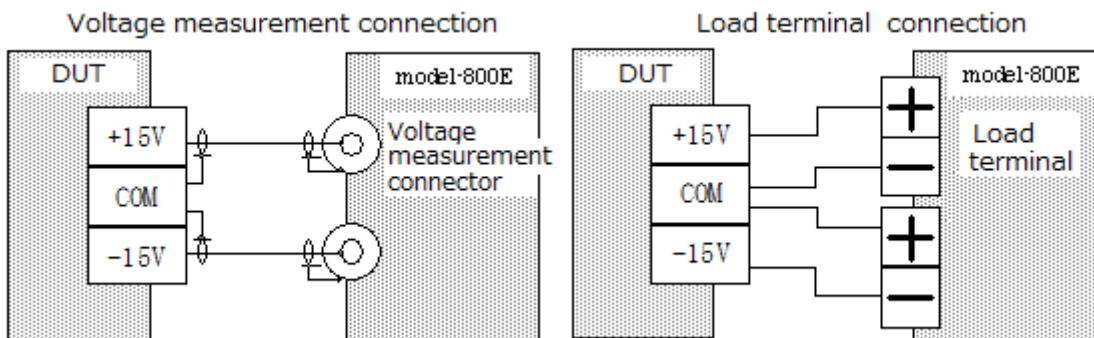 Voltage measurement connection
DUT
model-800E
+15V
COM
-15V
Voltage
measurement
connector
Load terminal connection
DUT
model-800E
+15V
COM
-15V
+
−
+
−
Load
terminal